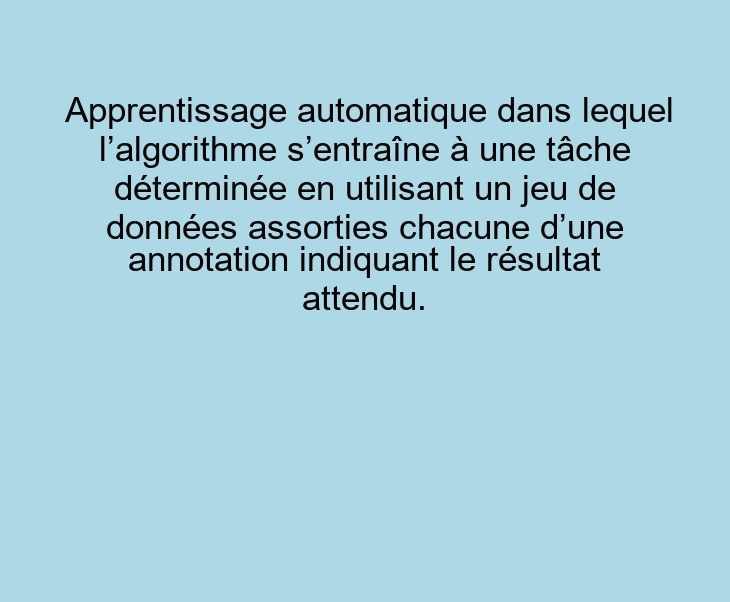 Apprentissage automatique dans lequel
l’algorithme s’entraîne à une tâche
déterminée en utilisant un jeu de
données assorties chacune d’une
annotation indiquant le résultat
attendu.